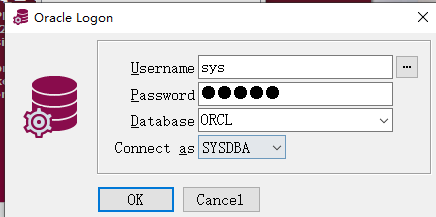 Oracle Logon
Username sys
...
Password ●●●●●
Database ORCL
Connect as SYSDBA
OK Cancel